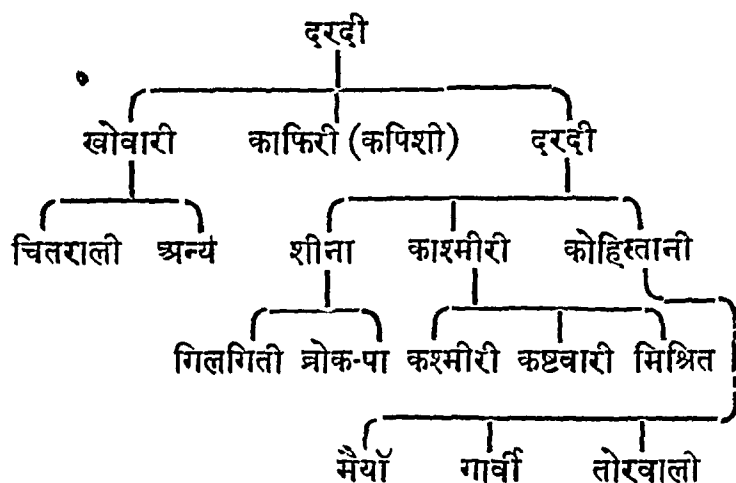 दरदी
खोवारी काफिरी (कपिशी) दरदी
चितराली अन्य शीना काश्मीरी कोहिस्तानी
गिलगिती ब्रोक-पा कश्मीरी कष्टवारी मिश्रित
मैयाँ गार्वी तोरवालो